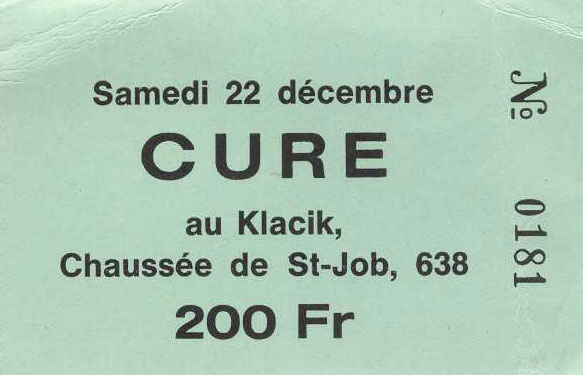 Samedi 22 décembre
CURE
au Klacik,
Chaussée de St-Job, 638
200 Fr
No 0181